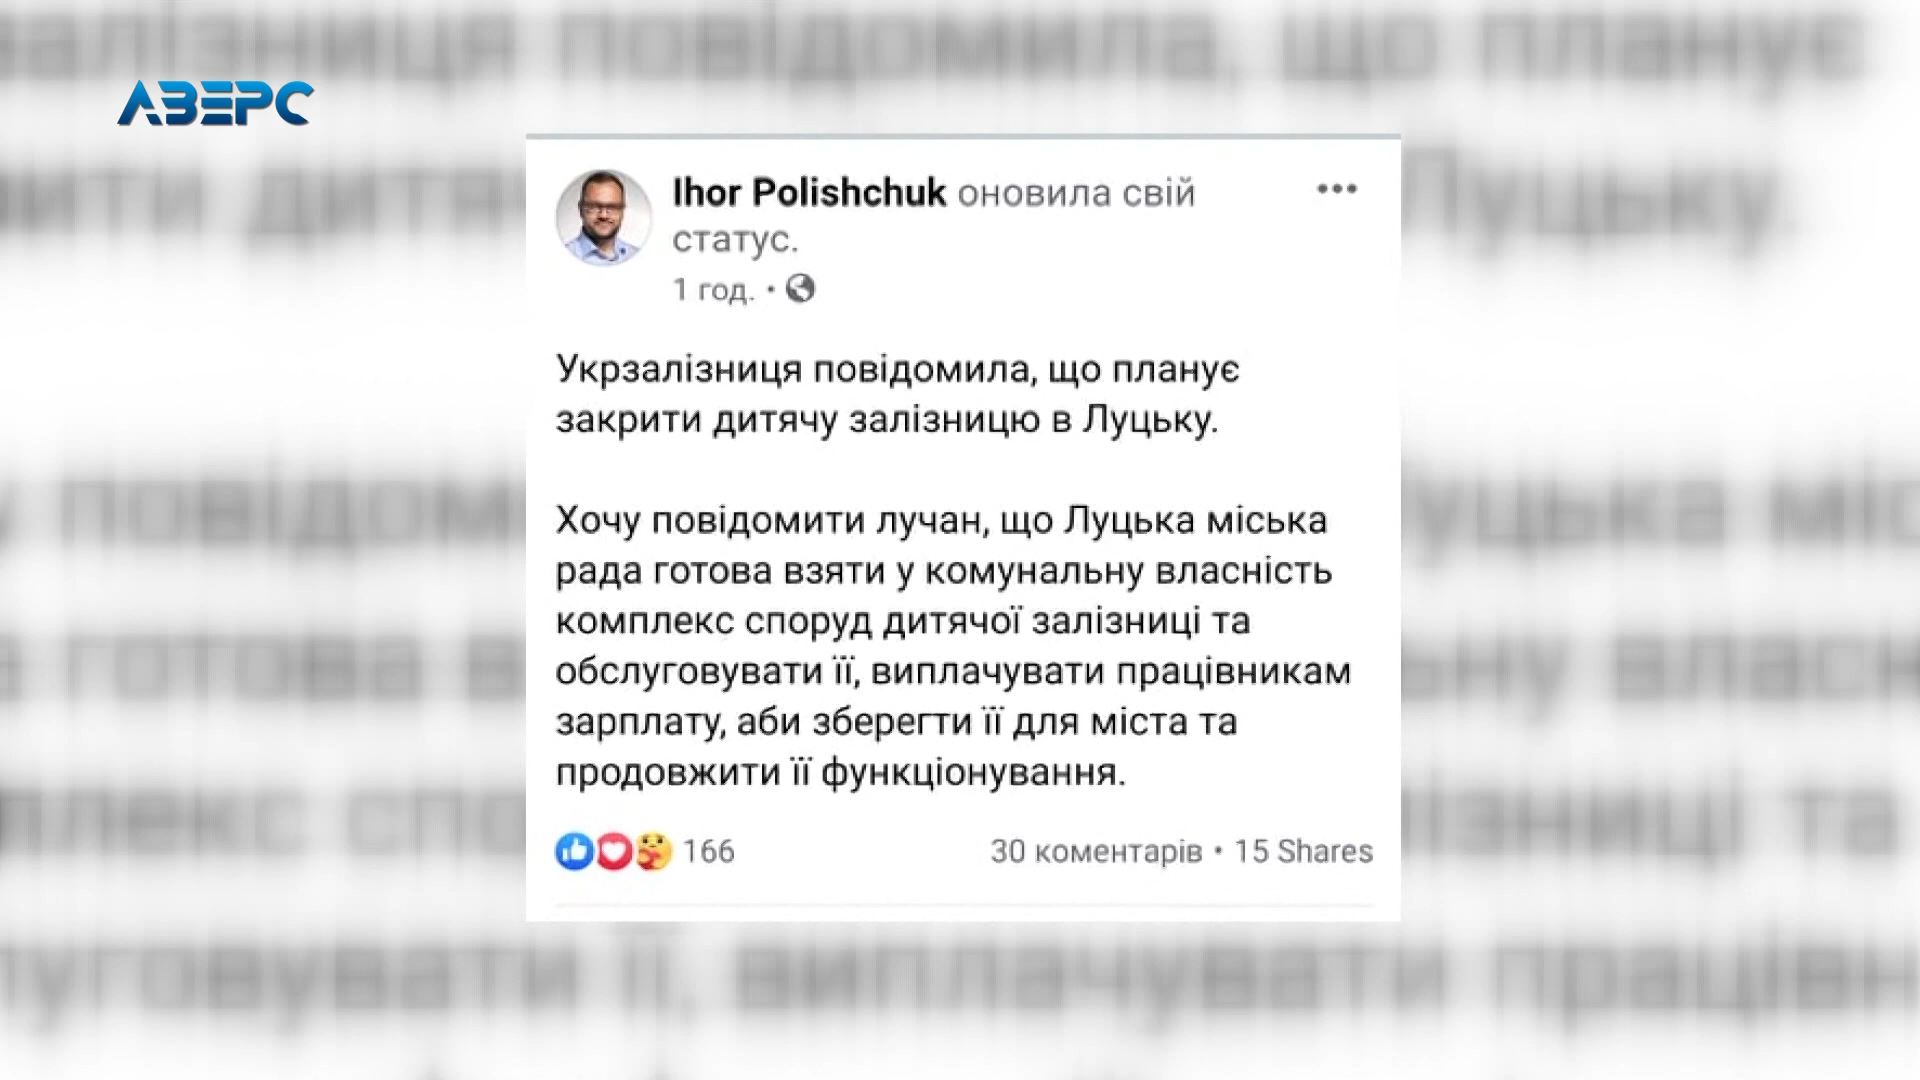 АВЕРС
Ihor Polishchuk оновила свій
статус.
1 год. •
Укрзалізниця повідомила, що планує
закрити дитячу залізницю в Луцьку.
Хочу повідомити лучан, що Луцька міська
рада готова взяти у комунальну власність
комплекс споруд дитячої залізниці та
обслуговувати її, виплачувати працівникам
зарплату, аби зберегти її для міста та
продовжити її функціонування.
166
30 коментарів • 15 Shares